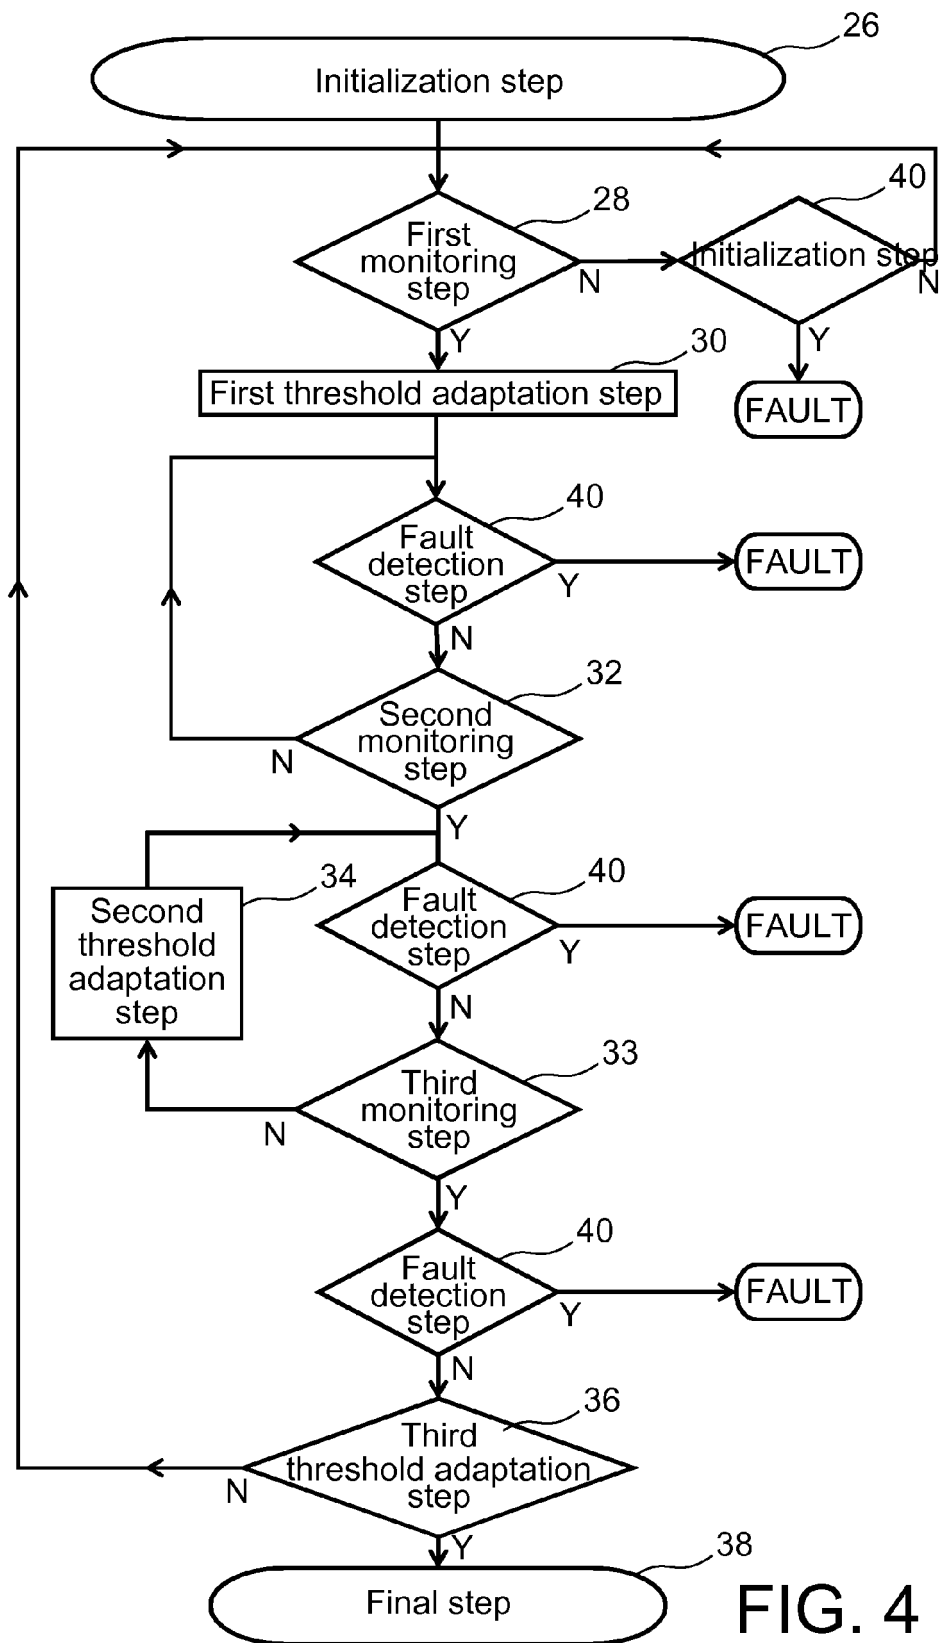 26
Initialization step
28
40
First
monitoring
step
N
Initialization step
N
Y
Y
30
First threshold adaptation step
FAULT
40
Fault
detection
step
Y
FAULT
N
32
Second
monitoring
step
N
Y
34
40
Second
threshold
adaptation
step
Fault
detection
step
Y
FAULT
N
33
Third
monitoring
step
N
Y
40
Fault
detection
step
Y
FAULT
N
36
Third
threshold adaptation
step
N
Y
38
Final step
FIG. 4